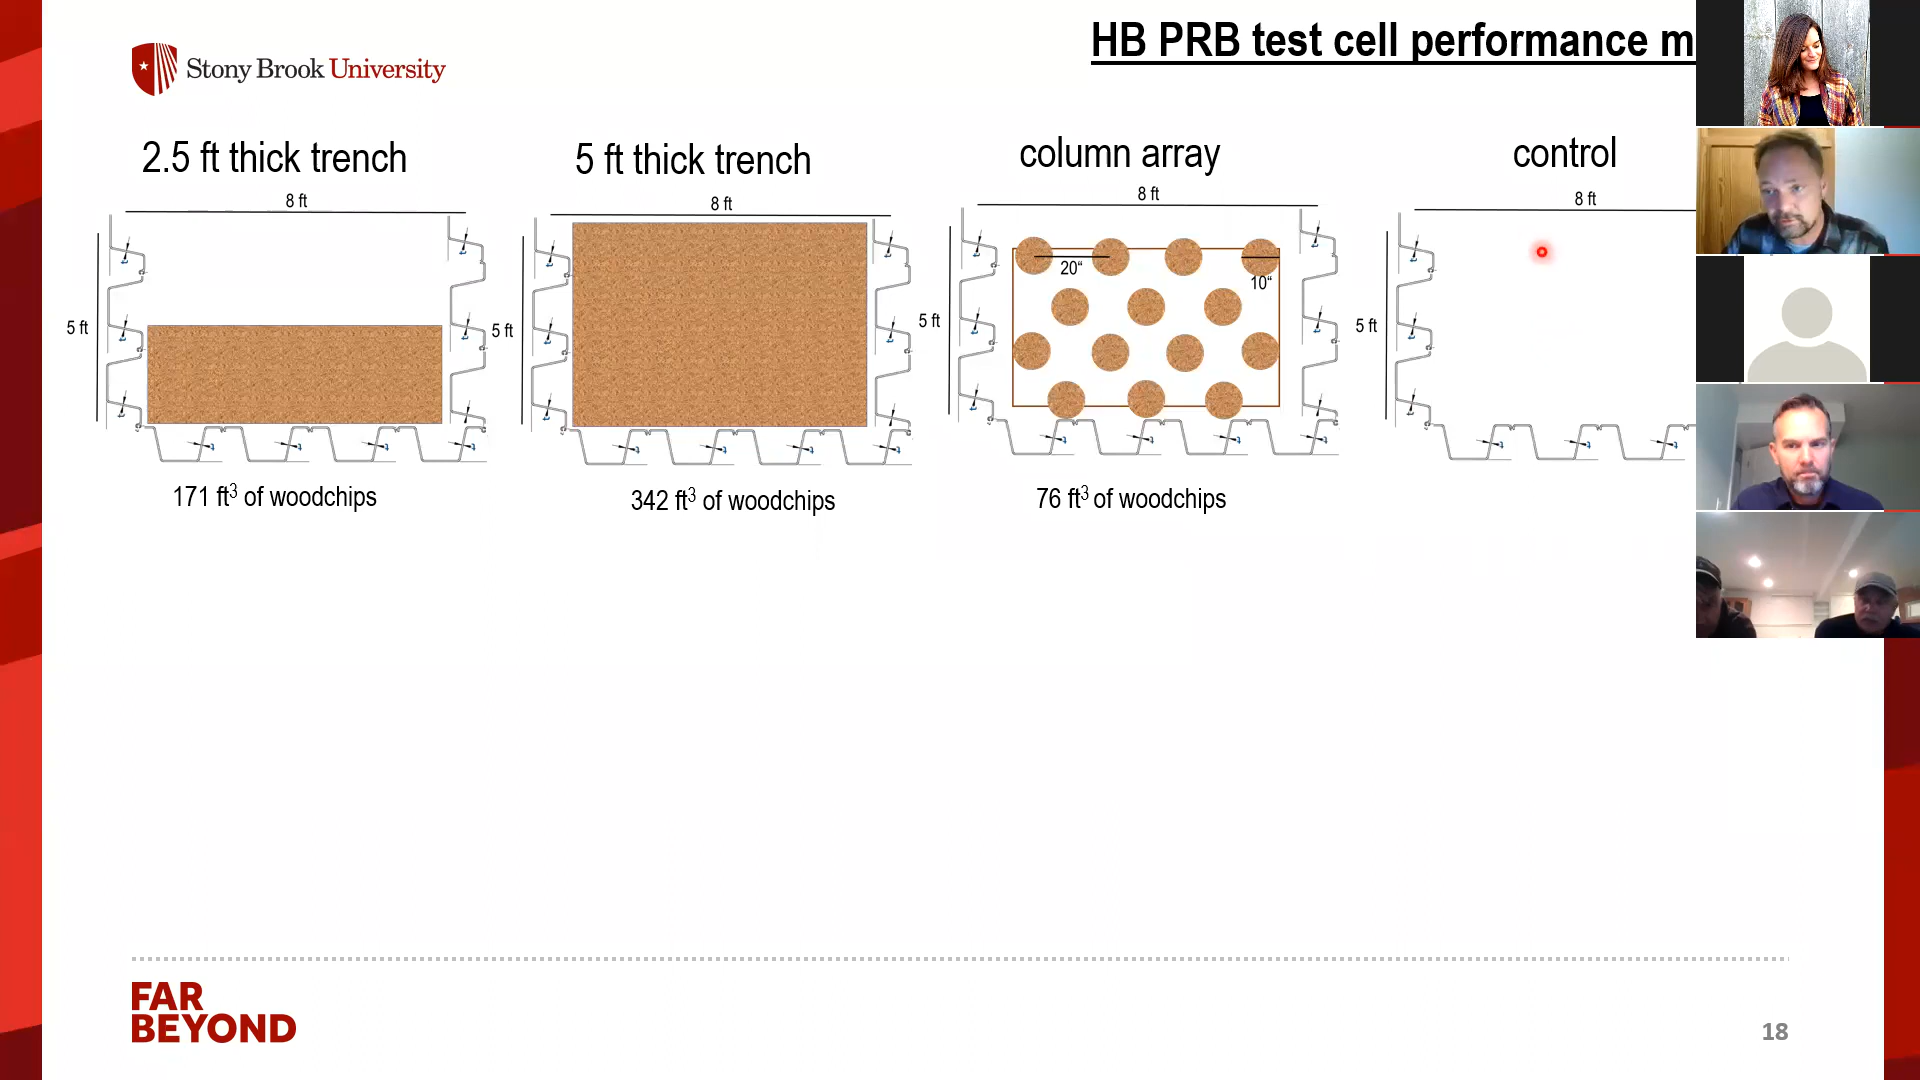 HB PRB test cell performance m
Stony Brook University
2.5 ft thick trench
5 ft thick trench
column array
control
8 ft
8 ft
8 ft
8 ft
5 ft
5 ft
5 ft
5 ft
20“
10“
171 ft³ of woodchips
342 ft³ of woodchips
76 ft³ of woodchips
FAR
BEYOND
18